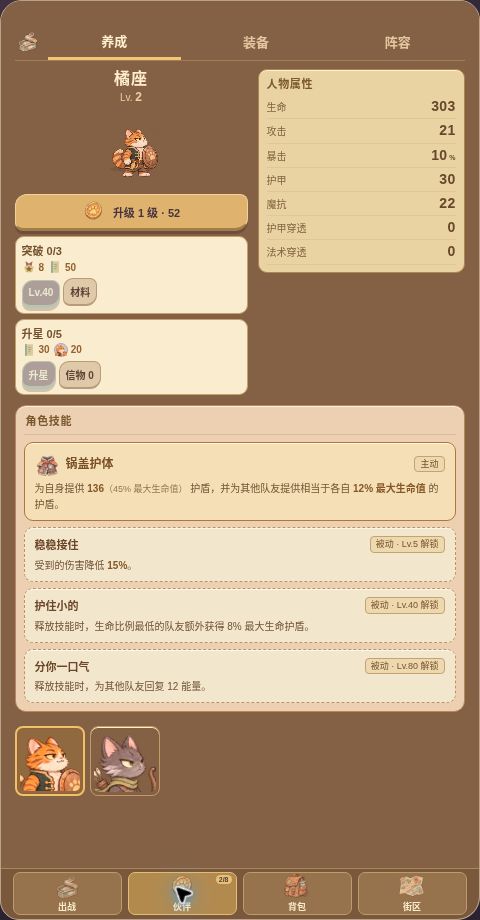 养成
装备
阵容
橘座
Lv. 2
升级 1 级 · 52
突破 0/3
8 50
Lv.40 材料
升星 0/5
30 20
升星 信物 0
人物属性
生命 303
攻击 21
暴击 10 %
护甲 30
魔抗 22
护甲穿透 0
法术穿透 0
角色技能
锅盖护体 主动
为自身提供 136（45% 最大生命值） 护盾，并为其他队友提供相当于各自 12% 最大生命值 的
护盾。
稳稳接住 被动 · Lv.5 解锁
受到的伤害降低 15%。
护住小的 被动 · Lv.40 解锁
释放技能时，生命比例最低的队友额外获得 8% 最大生命护盾。
分你一口气 被动 · Lv.80 解锁
释放技能时，为其他队友回复 12 能量。
出战
2/8
伙伴
背包
街区